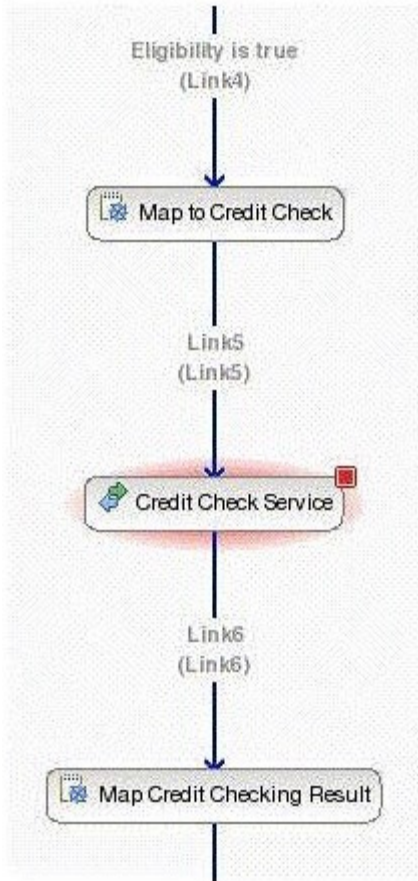 Eligibility is true
(Link4)
Map to Credit Check
Link5
(Link5)
Credit Check Service
Link6
(Link6)
Map Credit Checking Result